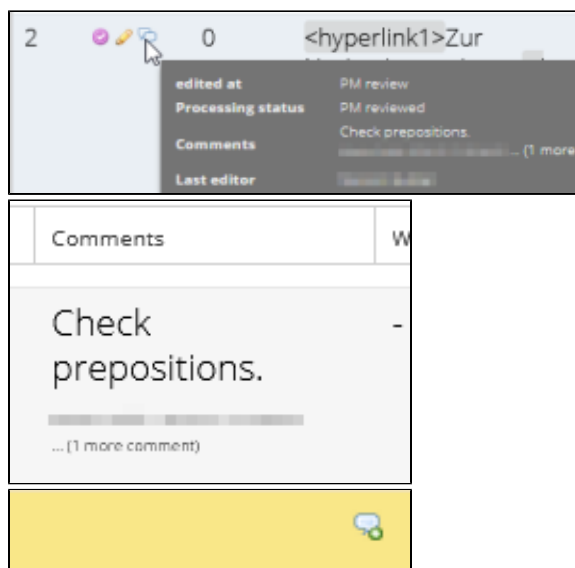 2 0 <hyperlink1>Zur
edited at PM review
Processing status PM reviewed
Comments Check prepositions.
... (1 more
Last editor
Comments W
Check -
prepositions.
... (1 more comment)